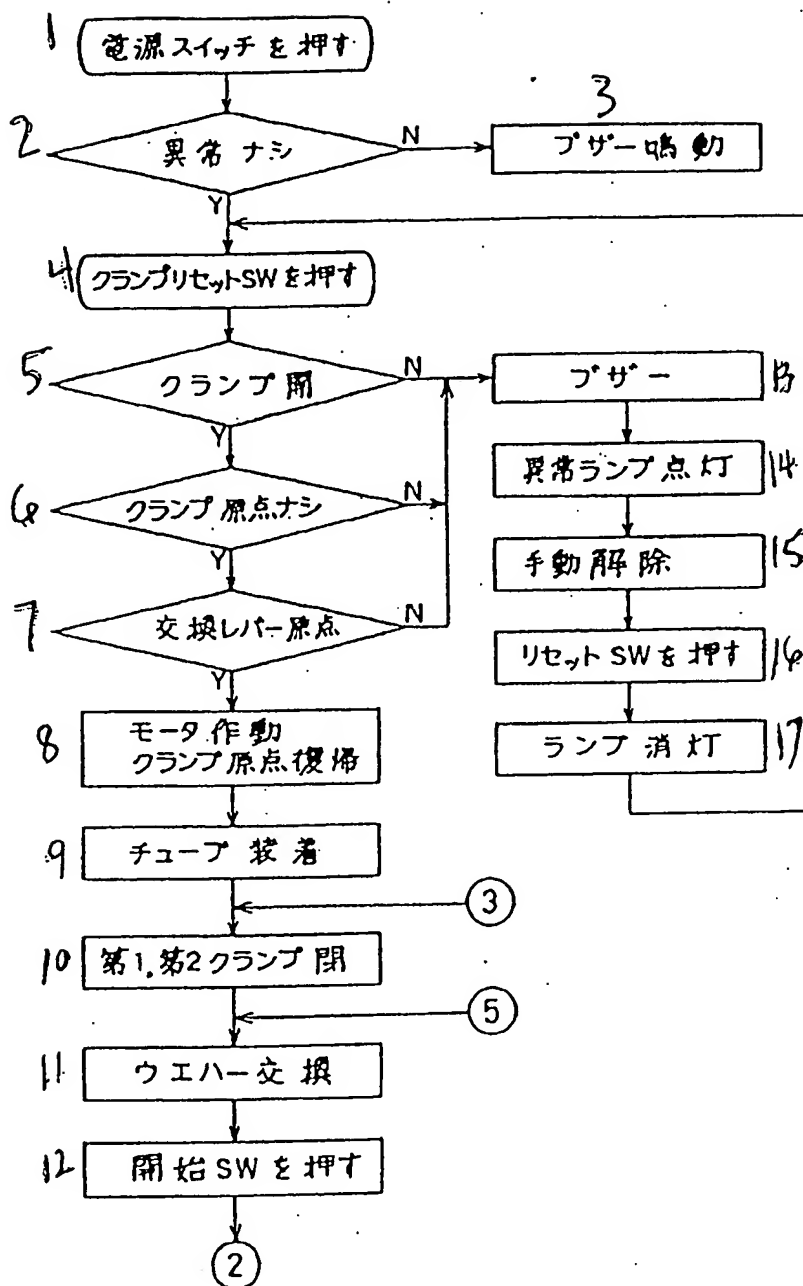 1
電源スイッチを押す
2
異常ナシ
N
3
ブザー鳴動
Y
4
クランプリセットSWを押す
5
クランプ開
N
Y
6
クランプ原点ナシ
N
Y
7
交換レバー原点
N
Y
8
モータ作動
クランプ原点復帰
9
チューブ装着
③
10
第1,第2クランプ閉
⑤
11
ウエハー交換
12
開始SWを押す
②
ブザー
13
異常ランプ点灯
14
手動解除
15
リセットSWを押す
16
ランプ消灯
17